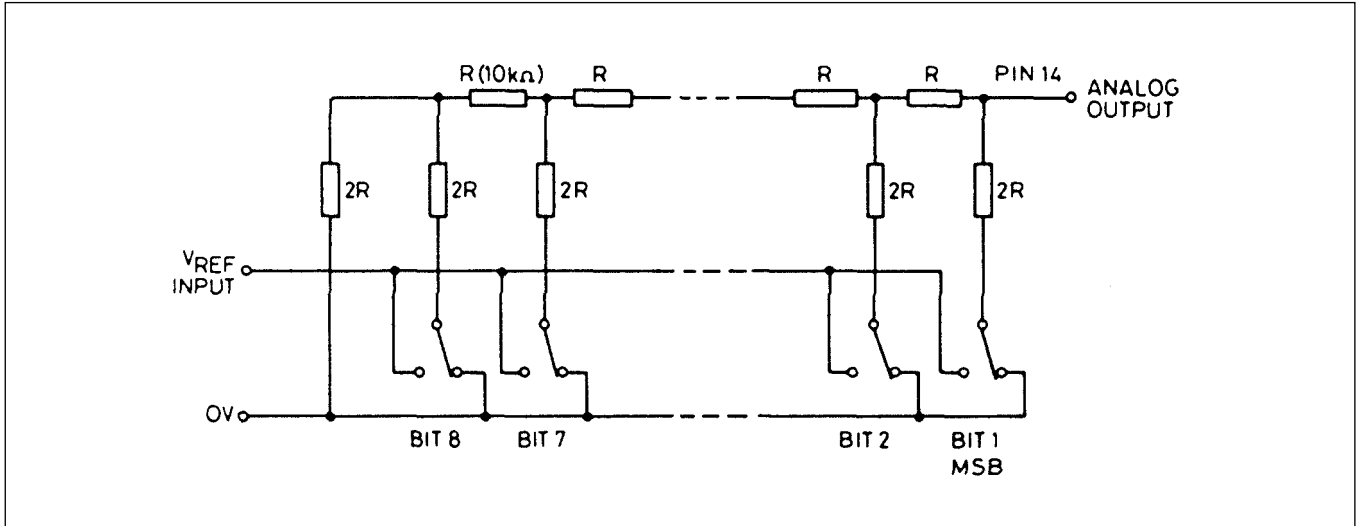 R(10kΩ) R R R PIN 14 ANALOG
OUTPUT
2R 2R 2R 2R 2R
VREF
INPUT
0V
BIT 8 BIT 7 BIT 2 BIT 1
MSB